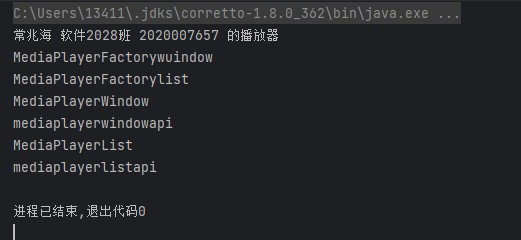 C:\Users\13411\.jdks\corretto-1.8.0_362\bin\java.exe ...
常兆海 软件2028班 2020007657 的播放器
MediaPlayerFactorywuindow
MediaPlayerFactorylist
MediaPlayerWindow
mediaplayerwindowapi
MediaPlayerList
mediaplayerlistapi
进程已结束,退出代码0